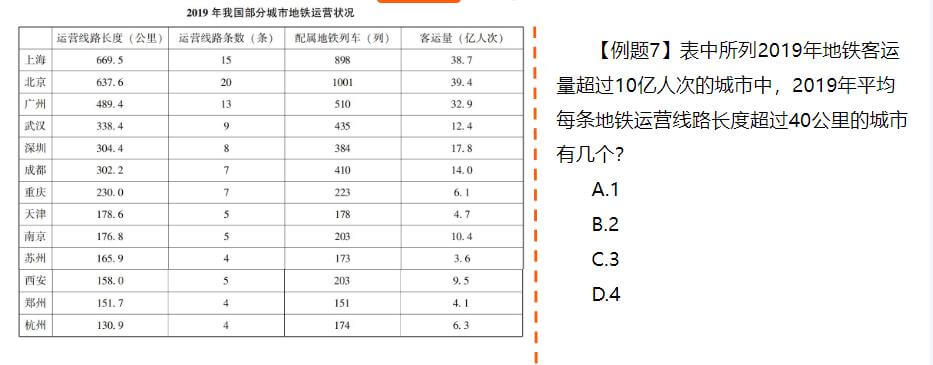 2019 年我国部分城市地铁运营状况
运营线路长度（公里） 运营线路条数（条） 配属地铁列车（列） 客运量（亿人次）
上海 669.5 15 898 38.7
北京 637.6 20 1001 39.4
广州 489.4 13 510 32.9
武汉 338.4 9 435 12.4
深圳 304.4 8 384 17.8
成都 302.2 7 410 14.0
重庆 230.0 7 223 6.1
天津 178.6 5 178 4.7
南京 176.8 5 203 10.4
苏州 165.9 4 173 3.6
西安 158.0 5 203 9.5
郑州 151.7 4 151 4.1
杭州 130.9 4 174 6.3
【例题7】表中所列2019年地铁客运
量超过10亿人次的城市中，2019年平均
每条地铁运营线路长度超过40公里的城市
有几个？
A.1
B.2
C.3
D.4